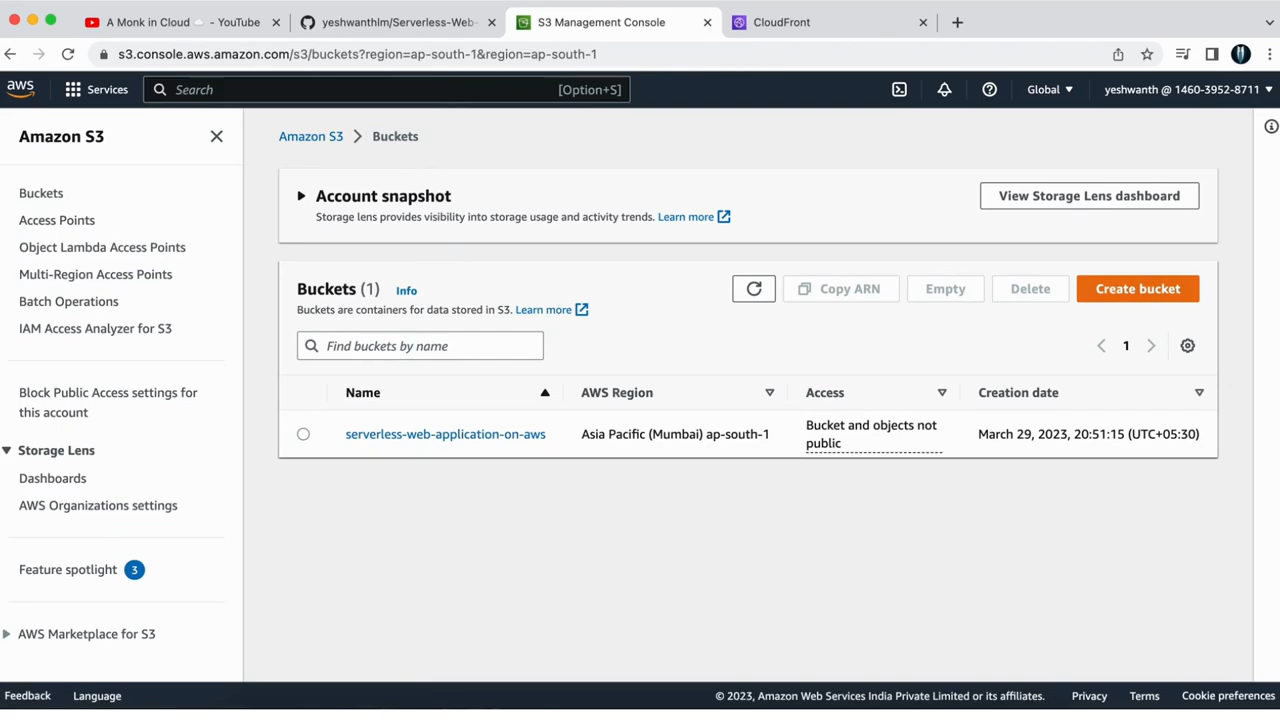 A Monk in Cloud - YouTube
yeshwanthlm/Serverless-Web-
S3 Management Console
CloudFront
s3.console.aws.amazon.com/s3/buckets?region=ap-south-1&region=ap-south-1
aws
Services
Search
[Option+S]
Global
yeshwanth @ 1460-3952-8711
Amazon S3
Buckets
Access Points
Object Lambda Access Points
Multi-Region Access Points
Batch Operations
IAM Access Analyzer for S3
Block Public Access settings for
this account
Storage Lens
Dashboards
AWS Organizations settings
Feature spotlight 3
AWS Marketplace for S3
Amazon S3 > Buckets
Account snapshot
Storage lens provides visibility into storage usage and activity trends. Learn more
View Storage Lens dashboard
Buckets (1) Info
Buckets are containers for data stored in S3. Learn more
Copy ARN
Empty
Delete
Create bucket
Find buckets by name
1
Name
AWS Region
Access
Creation date
serverless-web-application-on-aws
Asia Pacific (Mumbai) ap-south-1
Bucket and objects not
public
March 29, 2023, 20:51:15 (UTC+05:30)
Feedback
Language
© 2023, Amazon Web Services India Private Limited or its affiliates.
Privacy
Terms
Cookie preferences